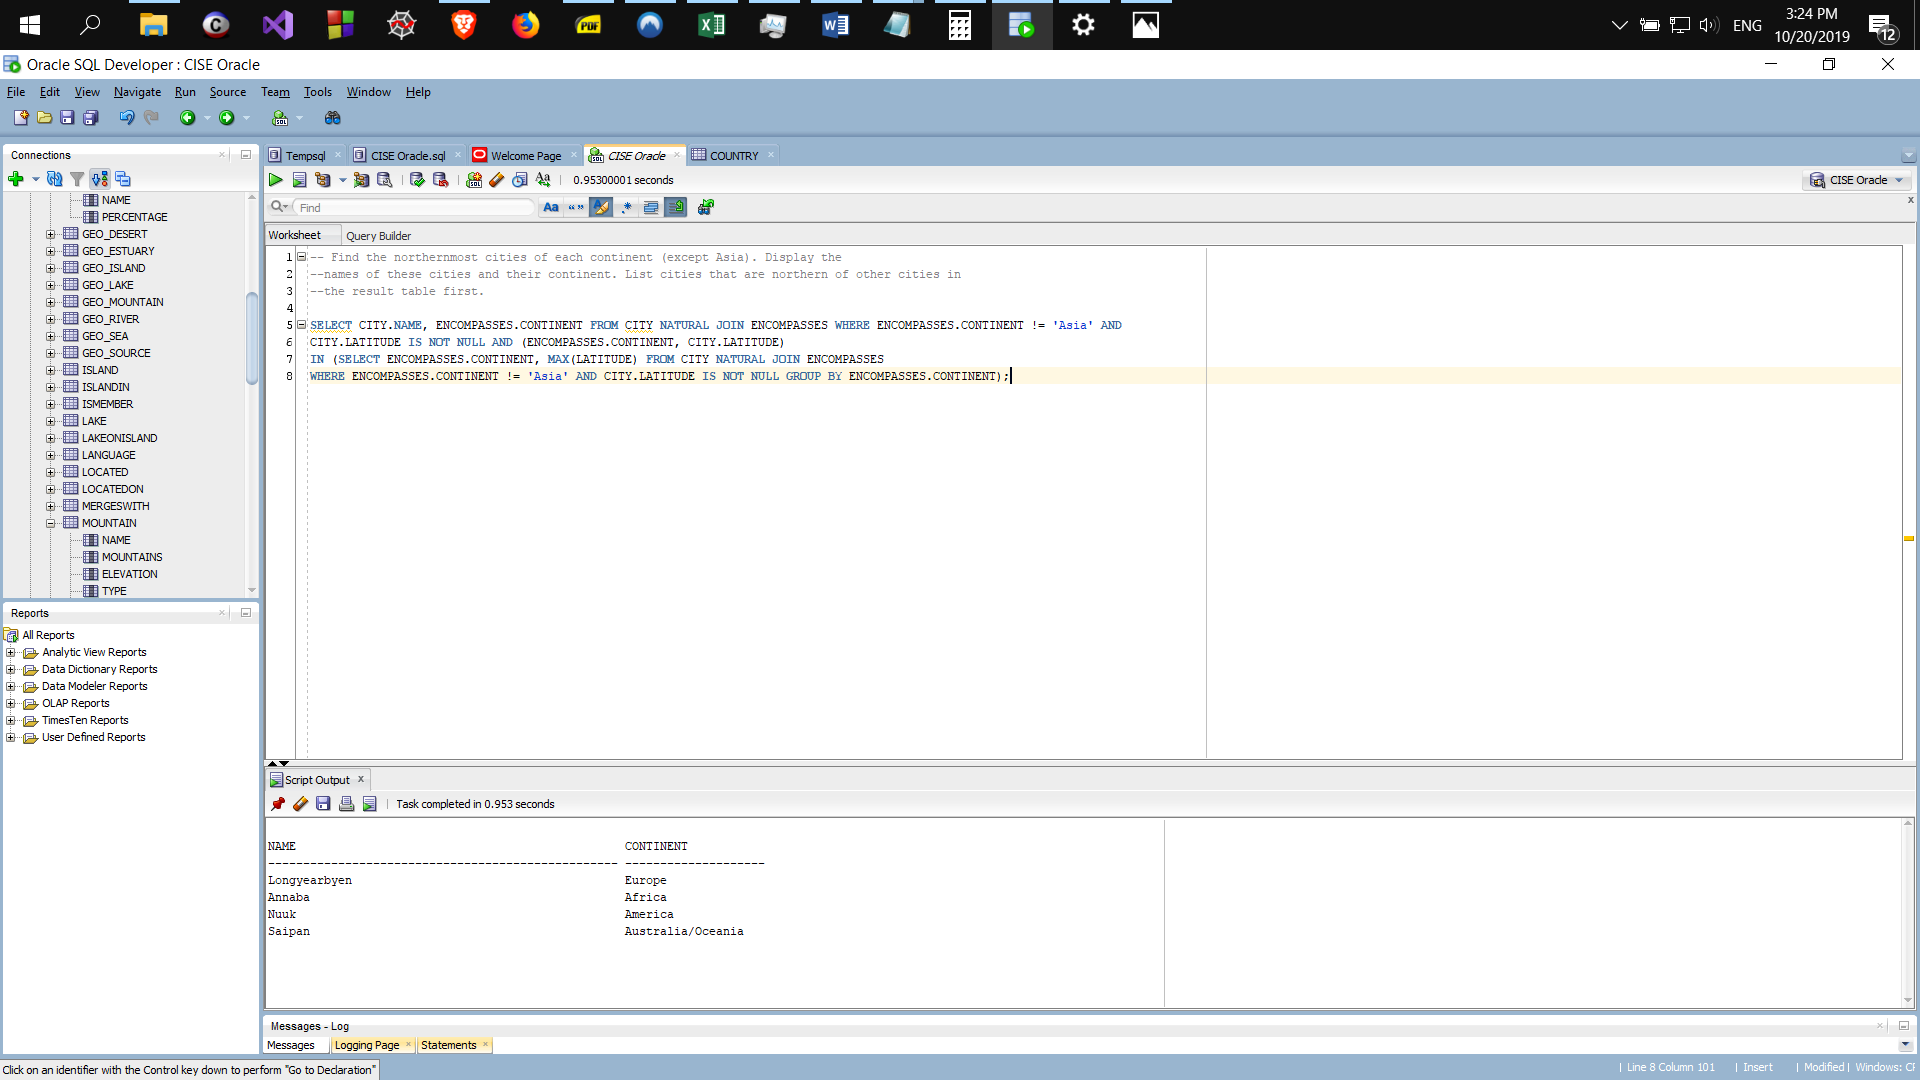 PDF
ENG
3:24 PM
10/20/2019
12
Oracle SQL Developer : CISE Oracle
File Edit View Navigate Run Source Team Tools Window Help
Connections
NAME
PERCENTAGE
GEO_DESERT
GEO_ESTUARY
GEO_ISLAND
GEO_LAKE
GEO_MOUNTAIN
GEO_RIVER
GEO_SEA
GEO_SOURCE
ISLAND
ISLANDIN
ISMEMBER
LAKE
LAKEONISLAND
LANGUAGE
LOCATED
LOCATEDON
MERGESWITH
MOUNTAIN
NAME
MOUNTAINS
ELEVATION
TYPE
Reports
All Reports
Analytic View Reports
Data Dictionary Reports
Data Modeler Reports
OLAP Reports
TimesTen Reports
User Defined Reports
Tempsql CISE Oracle.sql Welcome Page CISE Oracle COUNTRY
0.95300001 seconds
CISE Oracle
Find
Aa
Worksheet Query Builder
1 -- Find the northernmost cities of each continent (except Asia). Display the
2 --names of these cities and their continent. List cities that are northern of other cities in
3 --the result table first.
4
5 SELECT CITY.NAME, ENCOMPASSES.CONTINENT FROM CITY NATURAL JOIN ENCOMPASSES WHERE ENCOMPASSES.CONTINENT != 'Asia' AND
6 CITY.LATITUDE IS NOT NULL AND (ENCOMPASSES.CONTINENT, CITY.LATITUDE)
7 IN (SELECT ENCOMPASSES.CONTINENT, MAX(LATITUDE) FROM CITY NATURAL JOIN ENCOMPASSES
8 WHERE ENCOMPASSES.CONTINENT != 'Asia' AND CITY.LATITUDE IS NOT NULL GROUP BY ENCOMPASSES.CONTINENT);
Script Output
Task completed in 0.953 seconds
NAME CONTINENT
-------------------------------------------------- --------------------
Longyearbyen Europe
Annaba Africa
Nuuk America
Saipan Australia/Oceania
Messages - Log
Messages Logging Page Statements
Click on an identifier with the Control key down to perform "Go to Declaration"
Line 8 Column 101 Insert Modified Windows: CF